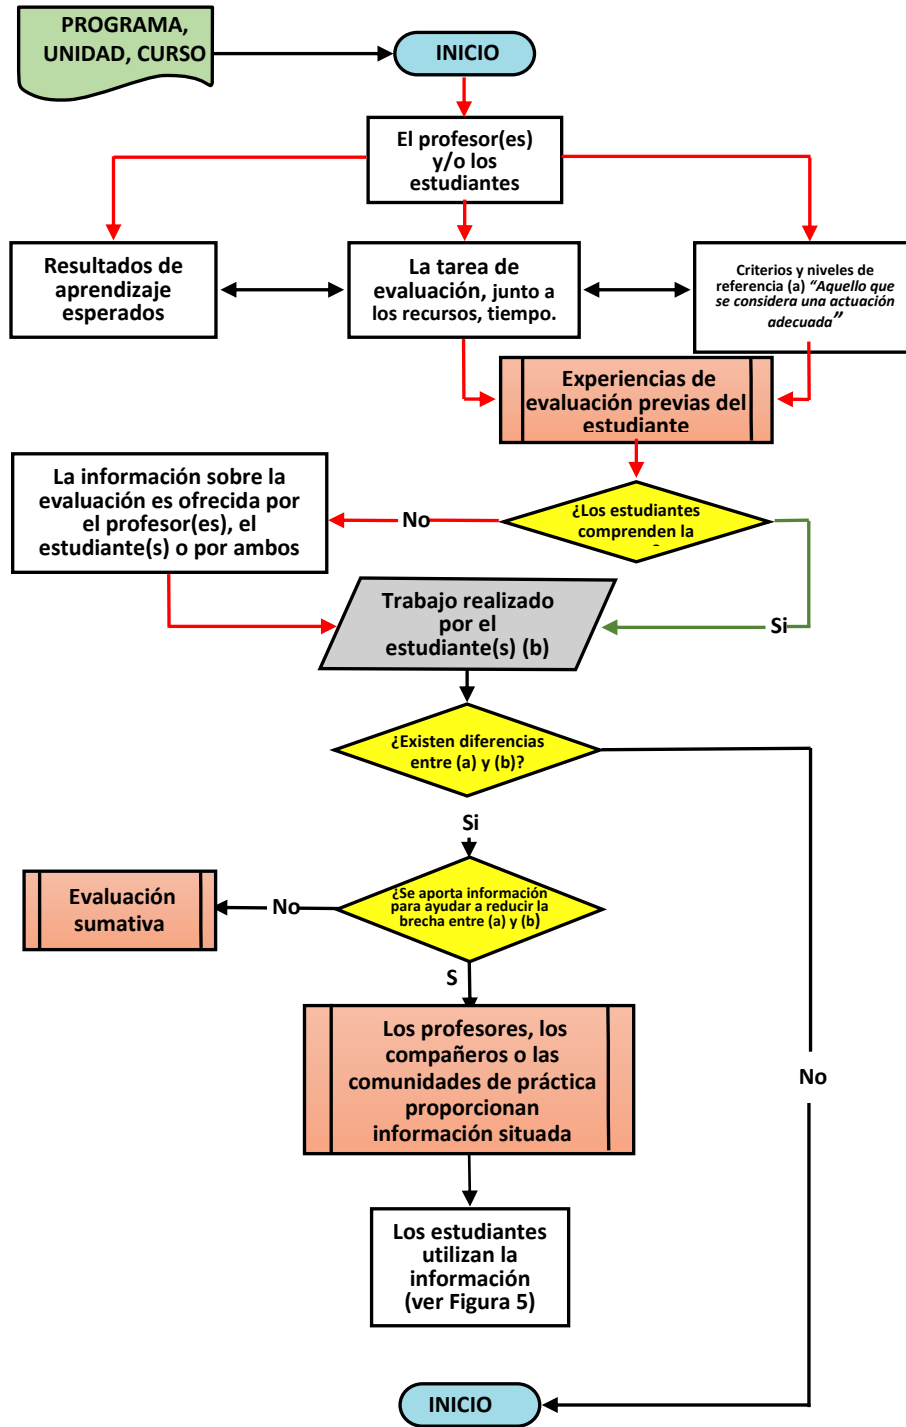 PROGRAMA,
UNIDAD, CURSO
INICIO
El profesor(es)
y/o los
estudiantes
Resultados de
aprendizaje
esperados
La tarea de
evaluación, junto a
los recursos, tiempo.
Criterios y niveles de
referencia (a) “Aquello que
se considera una actuación
adecuada”
Experiencias de
evaluación previas del
estudiante
La información sobre la
evaluación es ofrecida por
el profesor(es), el
estudiante(s) o por ambos
No
¿Los estudiantes
comprenden la
Si
Trabajo realizado
por el
estudiante(s) (b)
¿Existen diferencias
entre (a) y (b)?
Si
Evaluación
sumativa
No
¿Se aporta información
para ayudar a reducir la
brecha entre (a) y (b)
S
Los profesores, los
compañeros o las
comunidades de práctica
proporcionan
información situada
No
Los estudiantes
utilizan la
información
(ver Figura 5)
INICIO